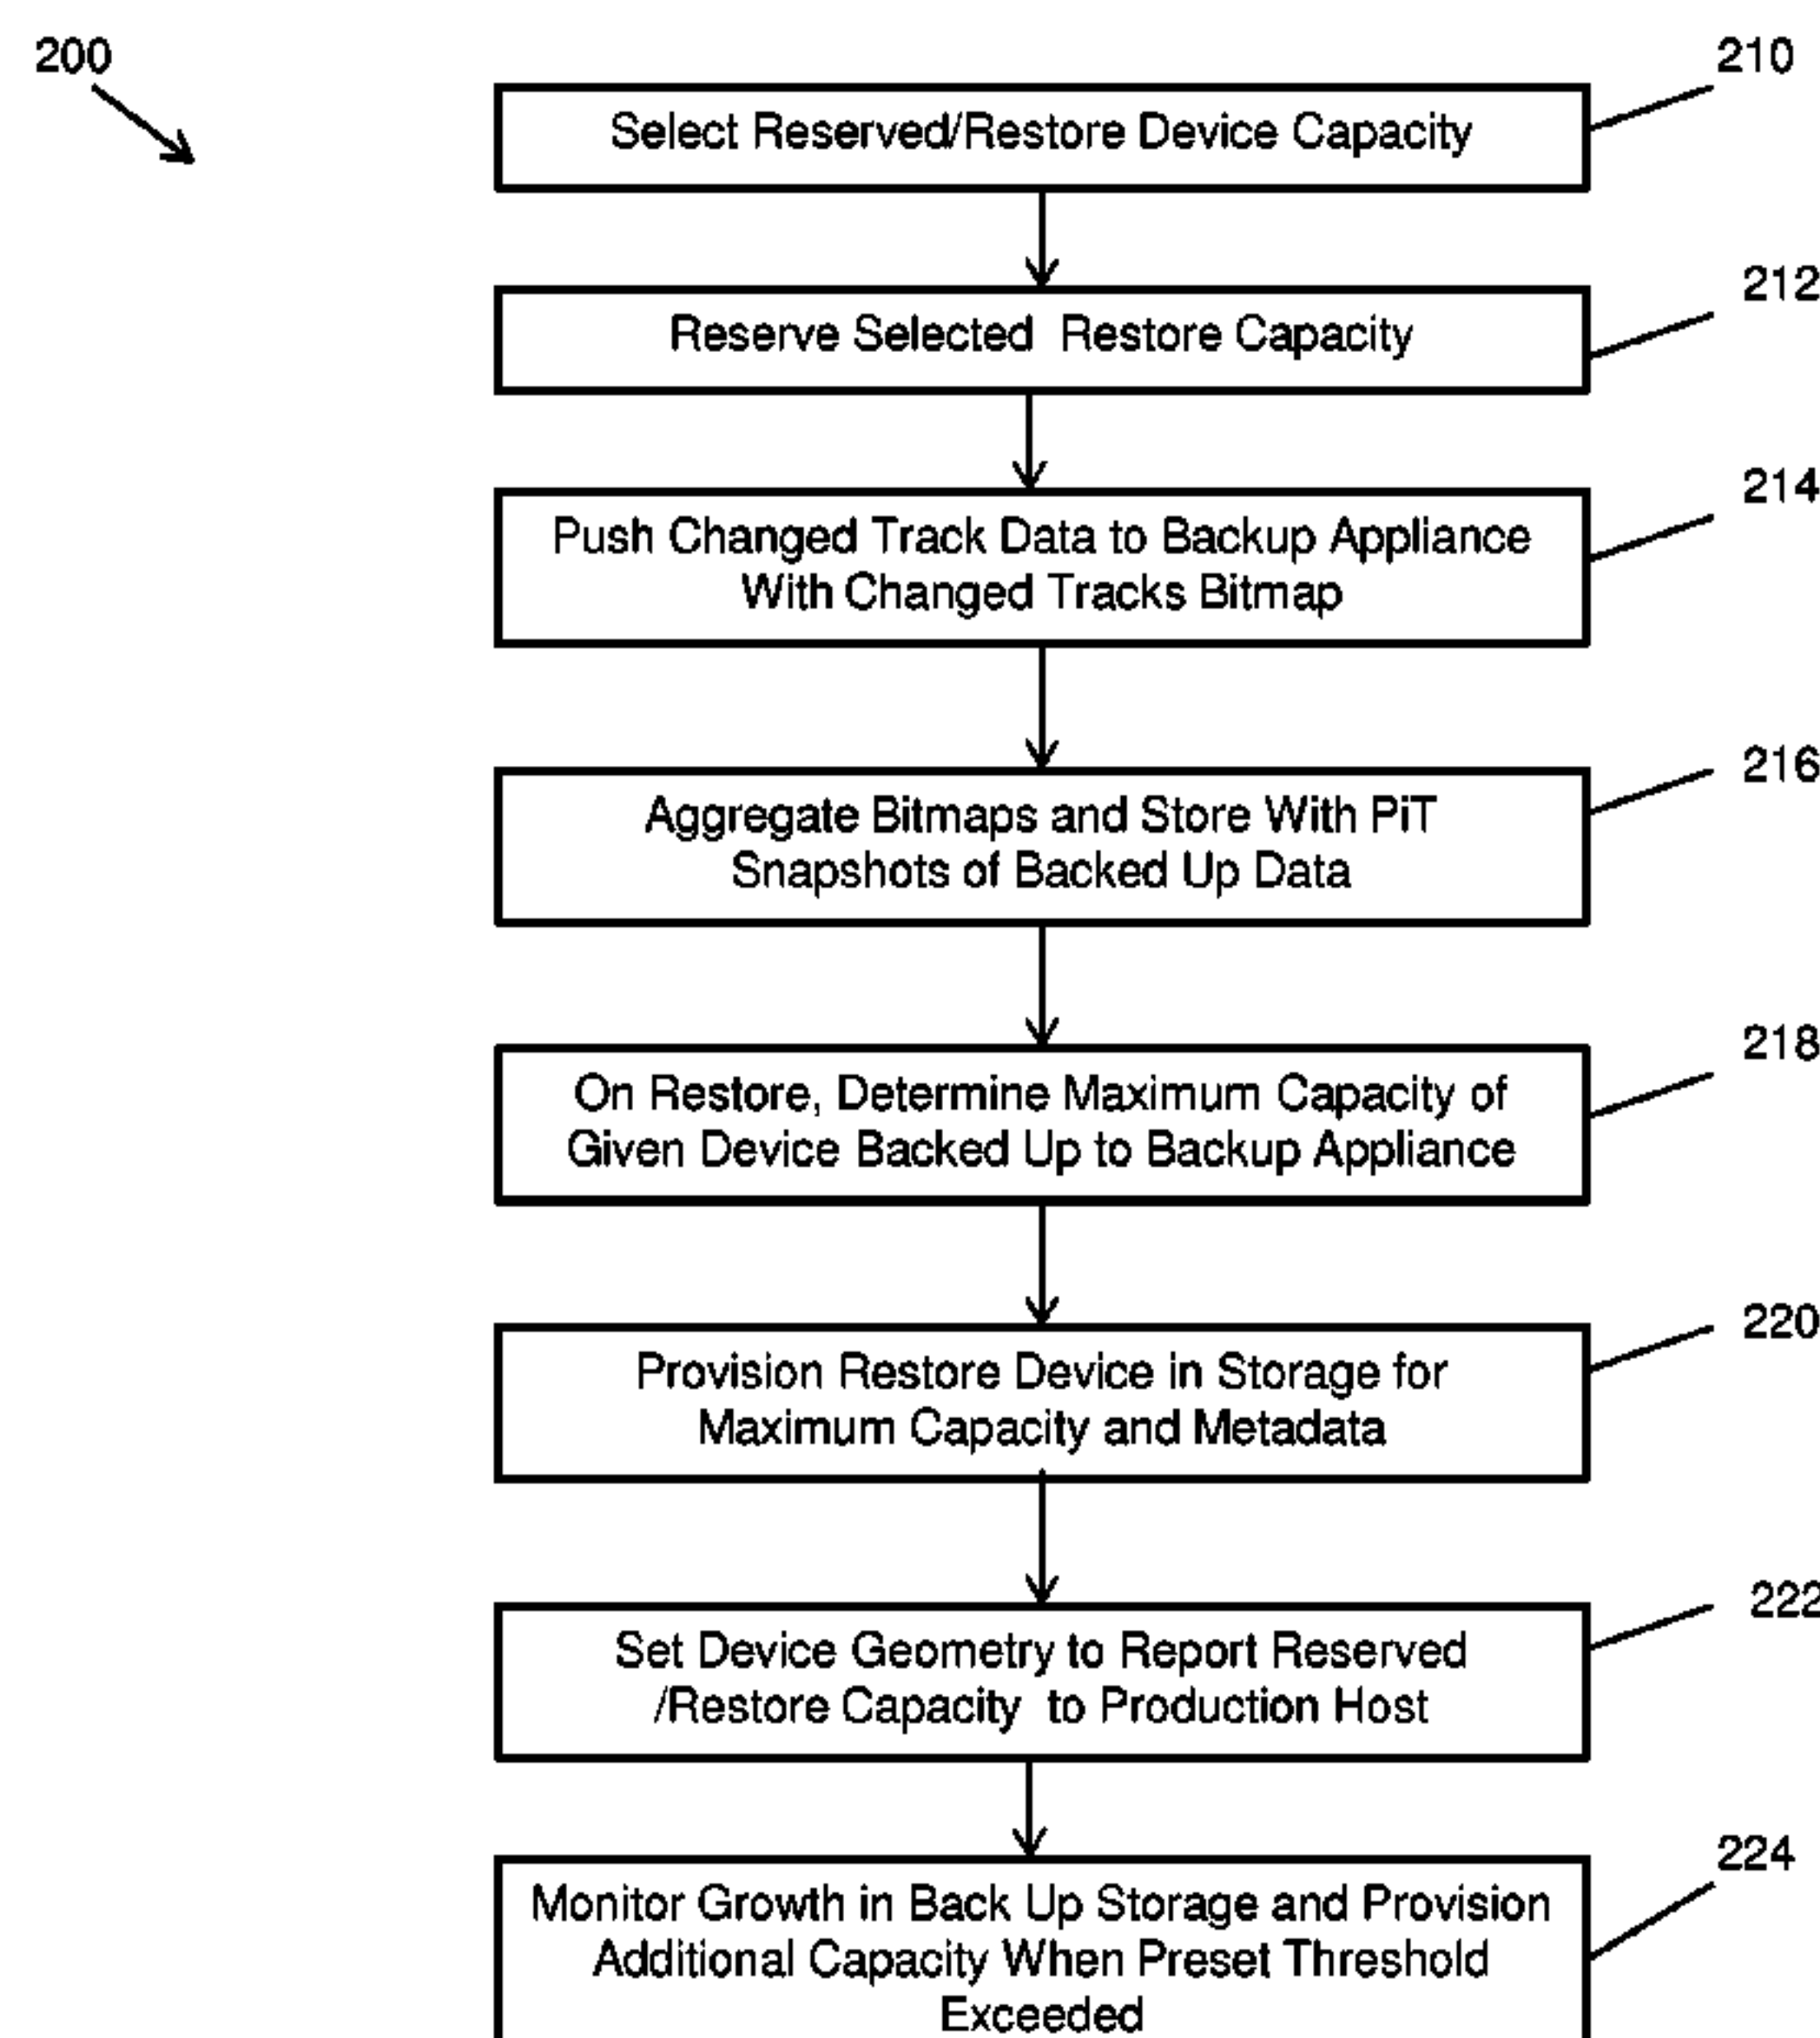 200
210
Select Reserved/Restore Device Capacity
212
Reserve Selected Restore Capacity
214
Push Changed Track Data to Backup Appliance
With Changed Tracks Bitmap
216
Aggregate Bitmaps and Store With PiT
Snapshots of Backed Up Data
218
On Restore, Determine Maximum Capacity of
Given Device Backed Up to Backup Appliance
220
Provision Restore Device in Storage for
Maximum Capacity and Metadata
222
Set Device Geometry to Report Reserved
/Restore Capacity to Production Host
224
Monitor Growth in Back Up Storage and Provision
Additional Capacity When Preset Threshold
Exceeded